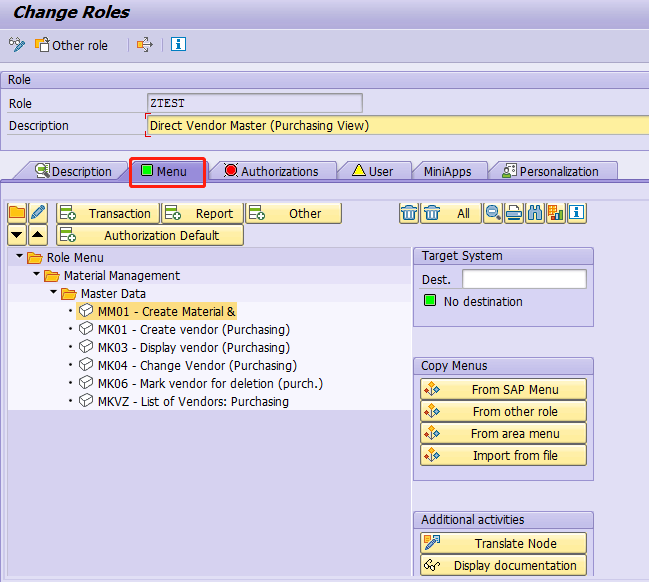 Change Roles
Other role
Role
Role ZTEST
Description Direct Vendor Master (Purchasing View)
Description Menu Authorizations User MiniApps Personalization
Transaction Report Other All
Authorization Default
Role Menu
Material Management
Master Data
MM01 - Create Material &
MK01 - Create vendor (Purchasing)
MK03 - Display vendor (Purchasing)
MK04 - Change Vendor (Purchasing)
MK06 - Mark vendor for deletion (purch.)
MKVZ - List of Vendors: Purchasing
Target System
Dest.
No destination
Copy Menus
From SAP Menu
From other role
From area menu
Import from file
Additional activities
Translate Node
Display documentation